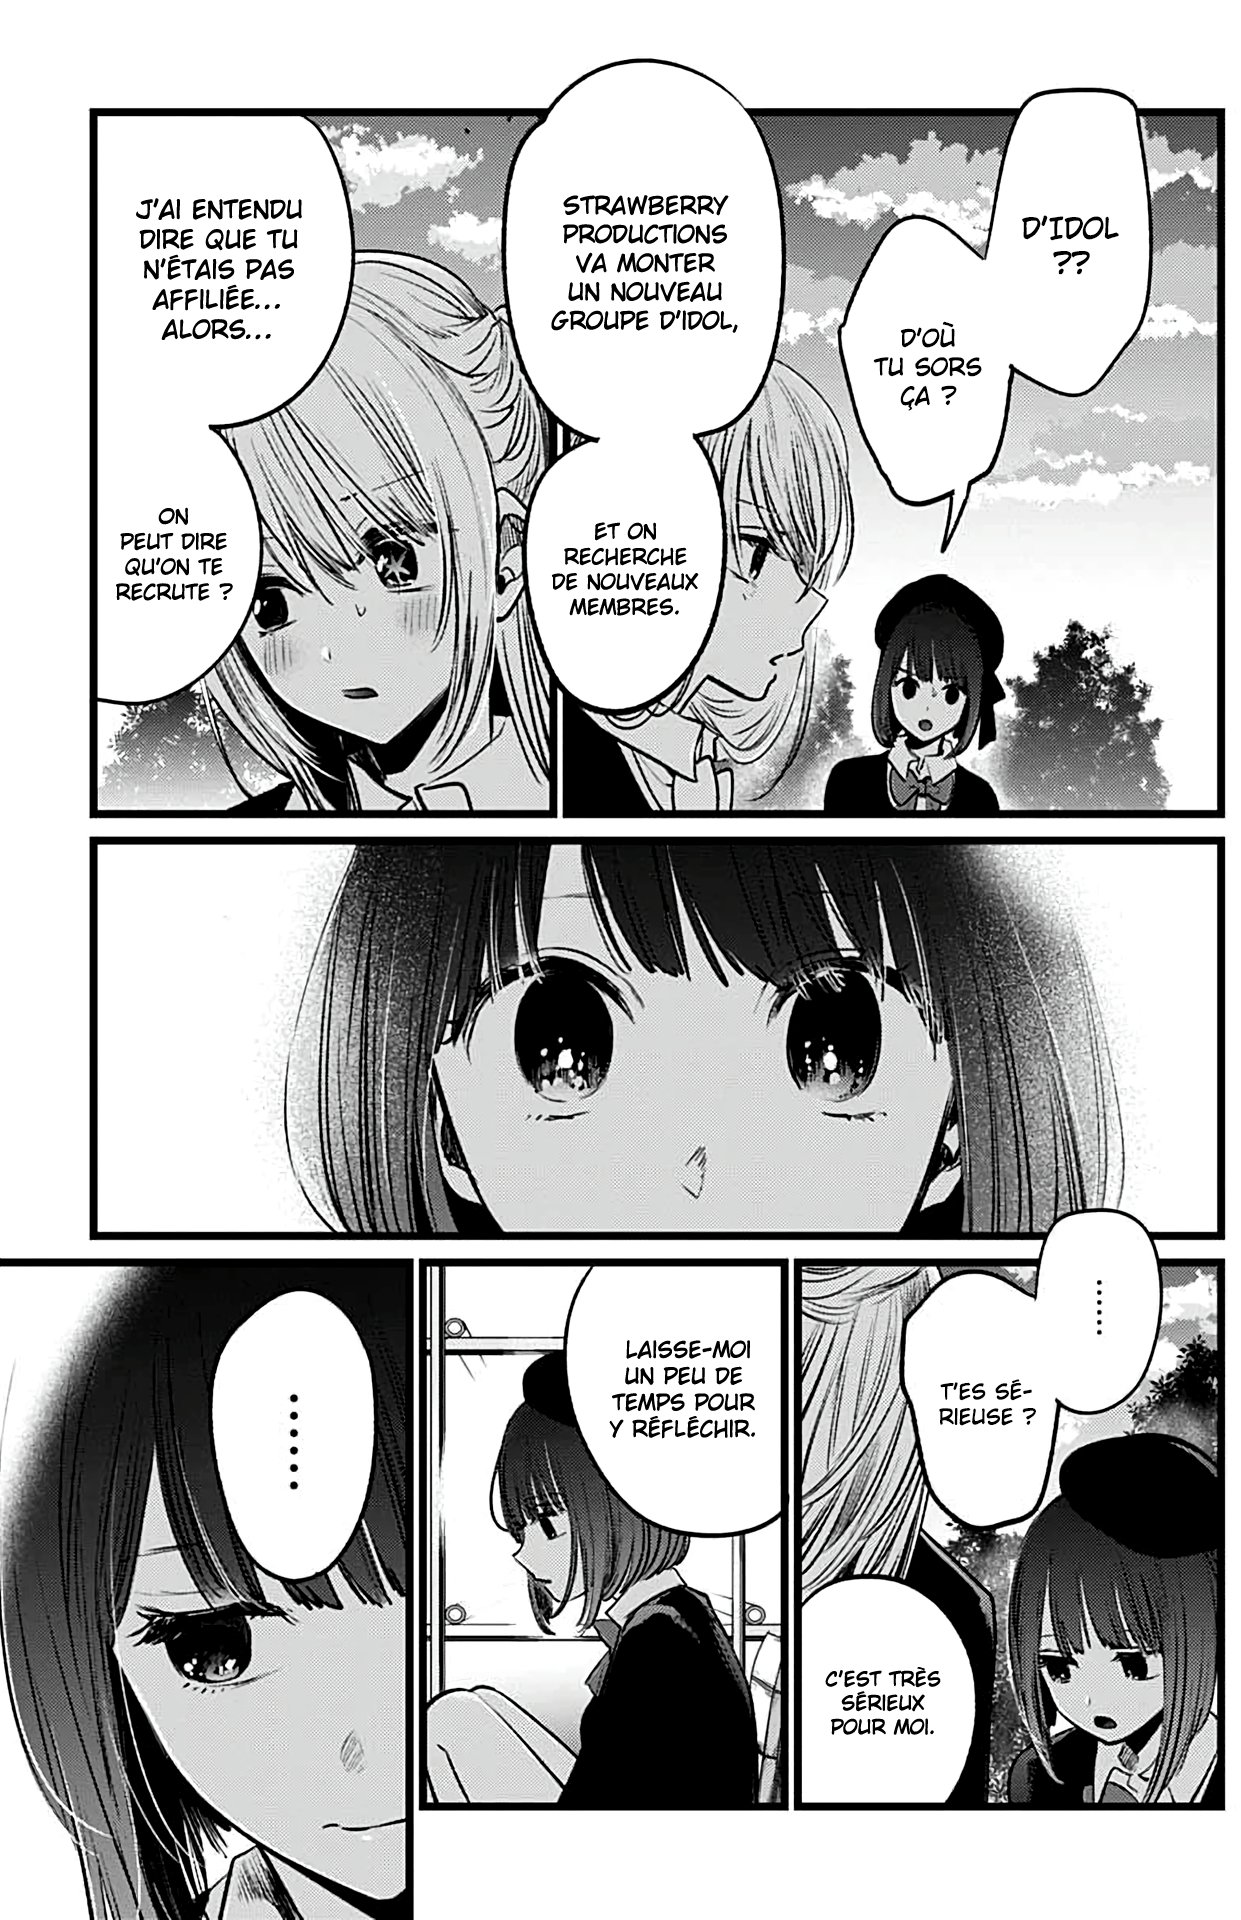 D'IDOL
??
D'OÙ
TU SORS
ÇA ?
STRAWBERRY
PRODUCTIONS
VA MONTER
UN NOUVEAU
GROUPE D'IDOL,
ET ON
RECHERCHE
DE NOUVEAUX
MEMBRES.
J'AI ENTENDU
DIRE QUE TU
N'ÉTAIS PAS
AFFILIÉE...
ALORS...
ON
PEUT DIRE
QU'ON TE
RECRUTE ?
......
T'ES SÉ-
RIEUSE ?
C'EST TRÈS
SÉRIEUX
POUR MOI.
LAISSE-MOI
UN PEU DE
TEMPS POUR
Y RÉFLÉCHIR.
......